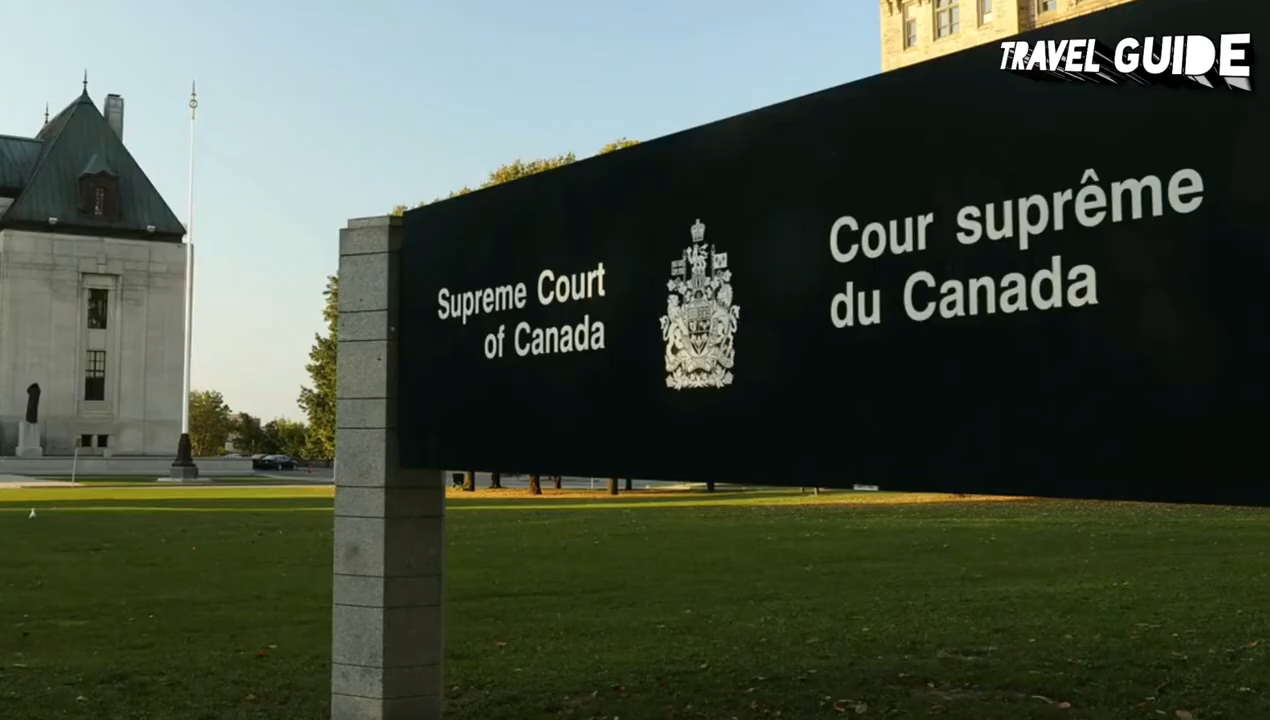 TRAVEL GUIDE
Supreme Court
of Canada
Cour suprême
du Canada